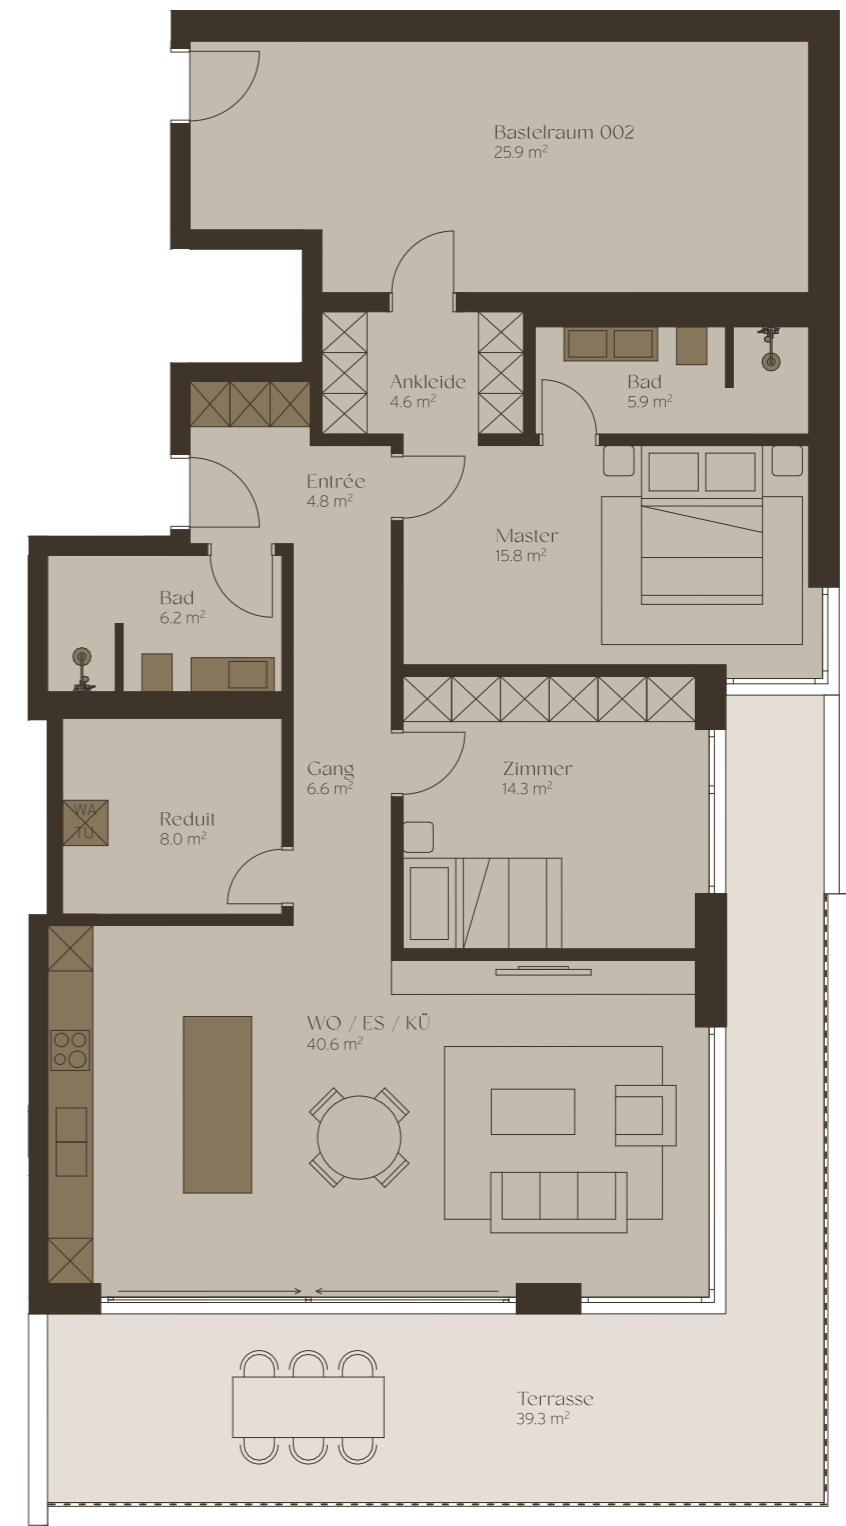 Bastelraum 002
25.9 m²
Ankleide
4.6 m²
Bad
5.9 m²
Entrée
4.8 m²
Master
15.8 m²
Bad
6.2 m²
Gang
6.6 m²
Zimmer
14.3 m²
WA
TU
Reduit
8.0 m²
WO / ES / KÜ
40.6 m²
Terrasse
39.3 m²